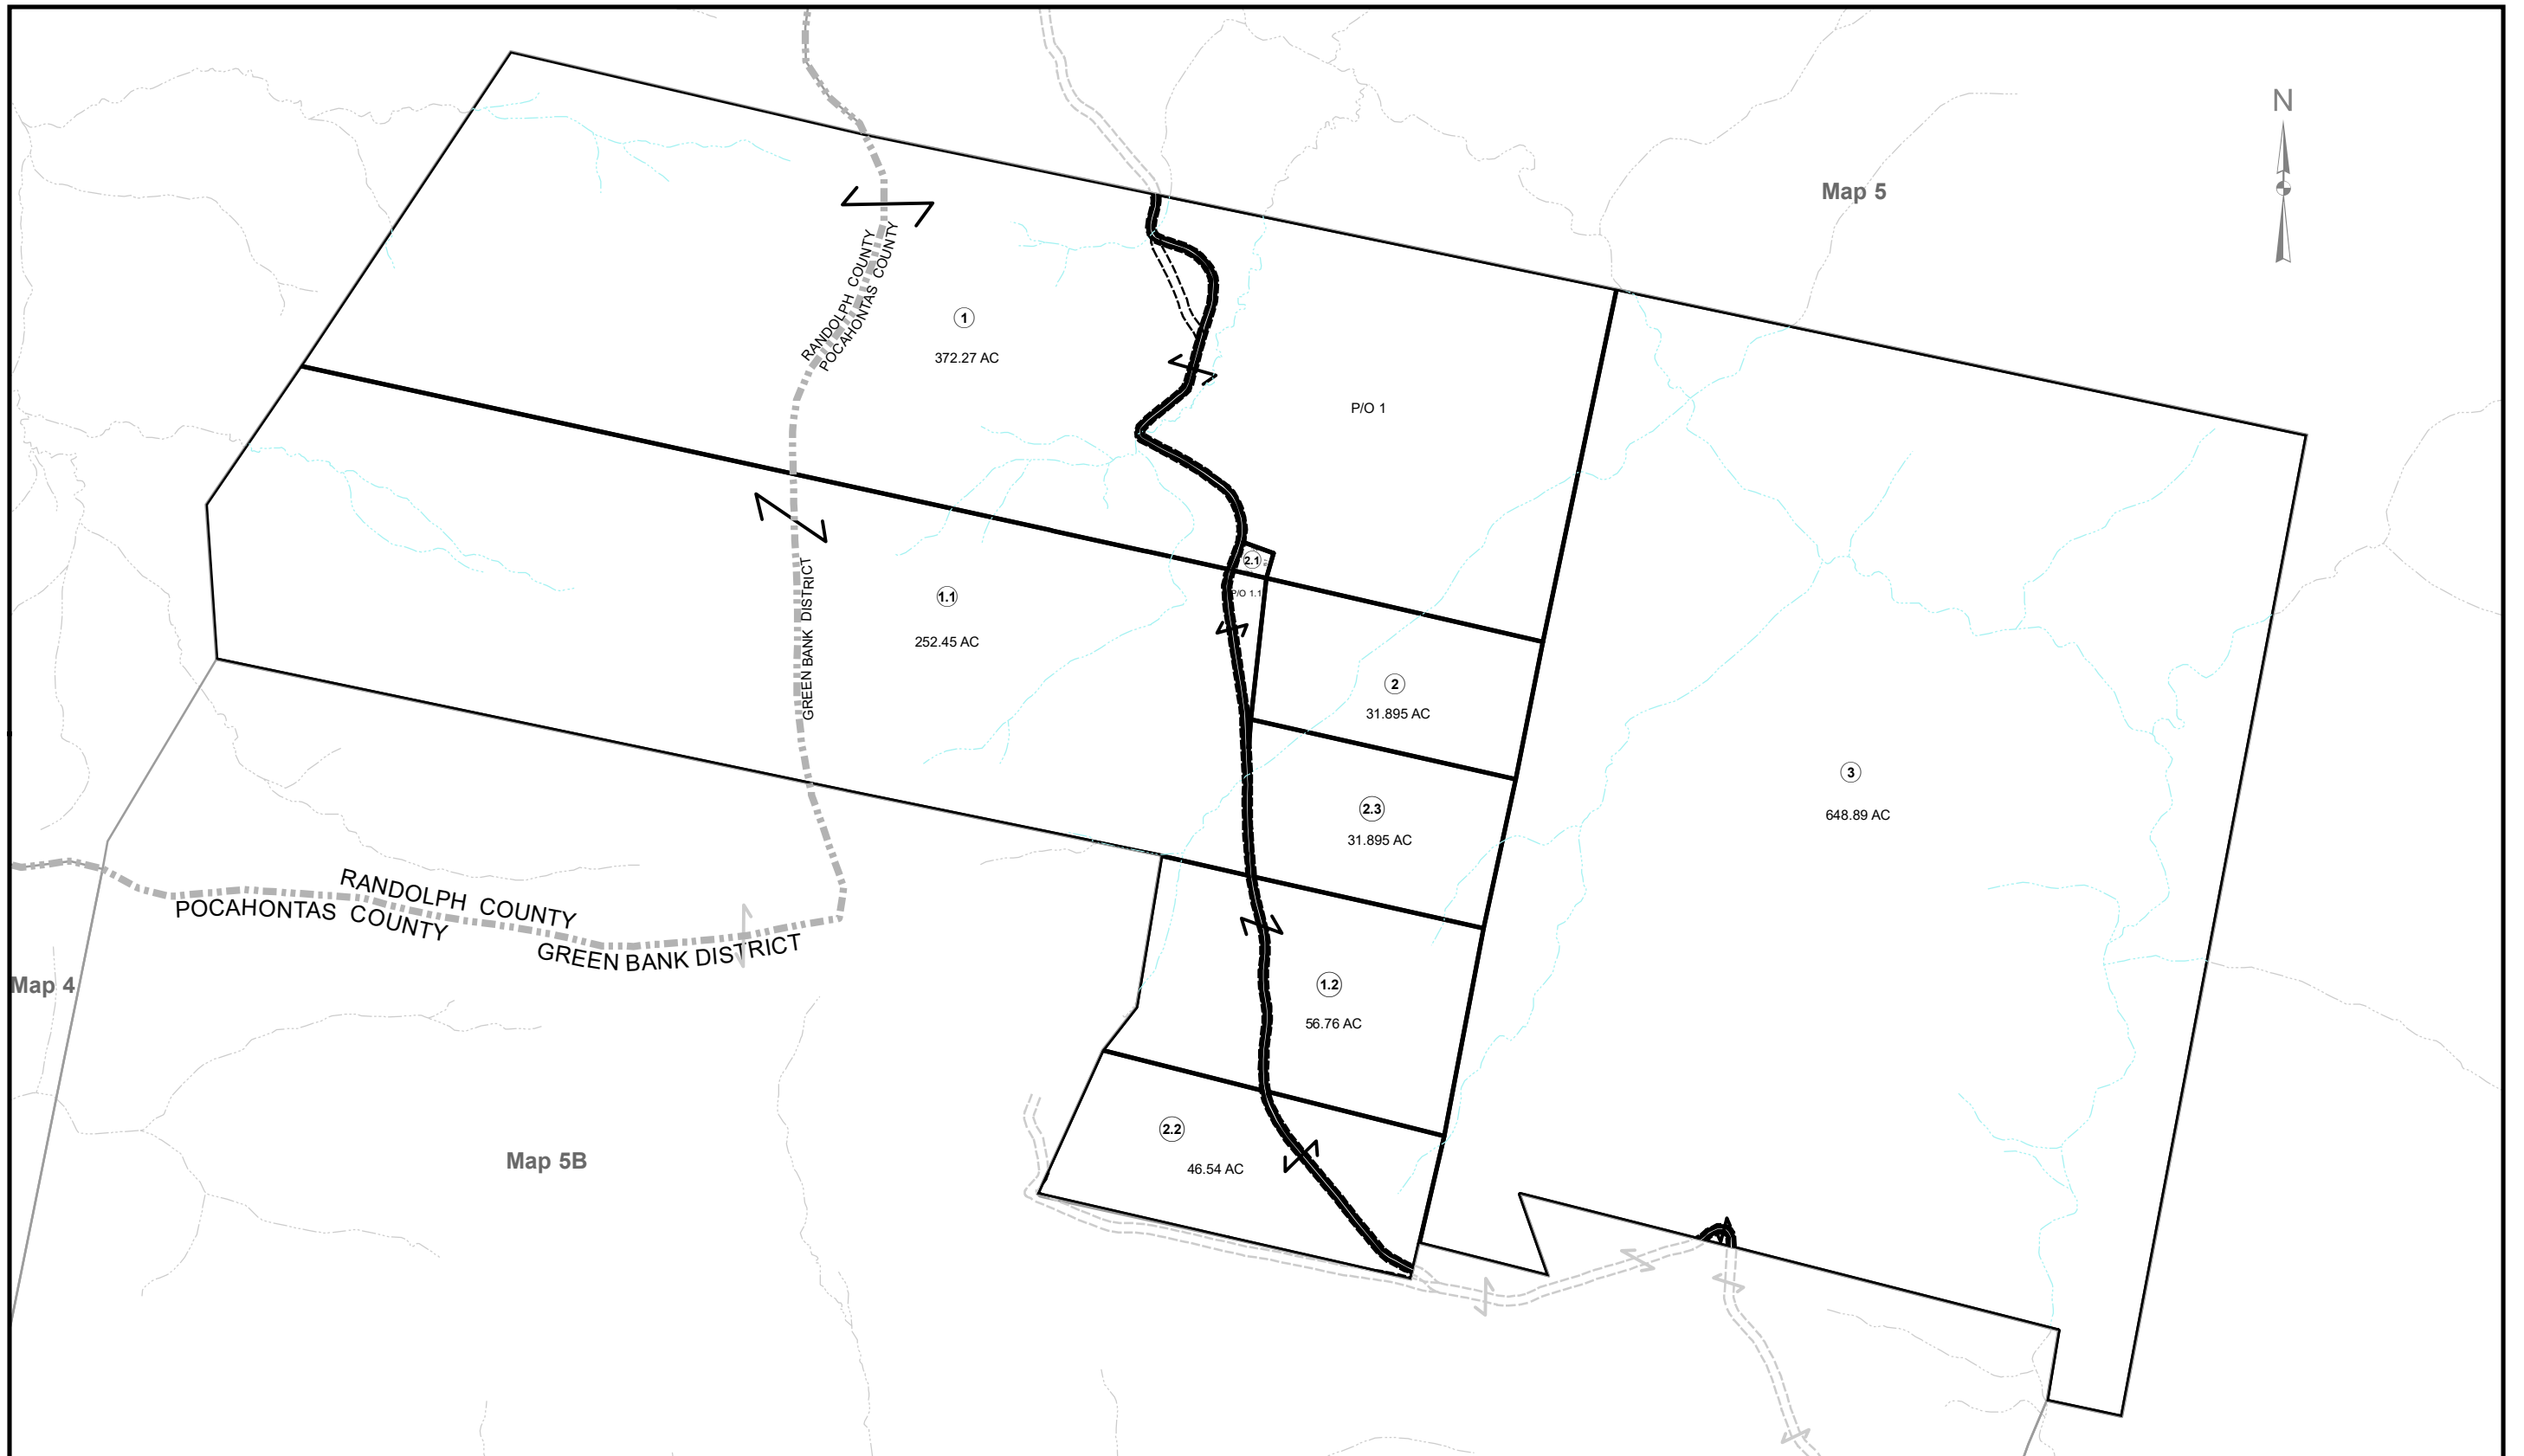 N
Map 5
RANDOLPH COUNTY
POCAHONTAS COUNTY
1
372.27 AC
P/O 1
2.1
P/O 1.1
1.1
252.45 AC
GREEN BANK DISTRICT
2
31.895 AC
2.3
31.895 AC
3
648.89 AC
RANDOLPH COUNTY
POCAHONTAS COUNTY
GREEN BANK DISTRICT
Map 4
1.2
56.76 AC
2.2
46.54 AC
Map 5B